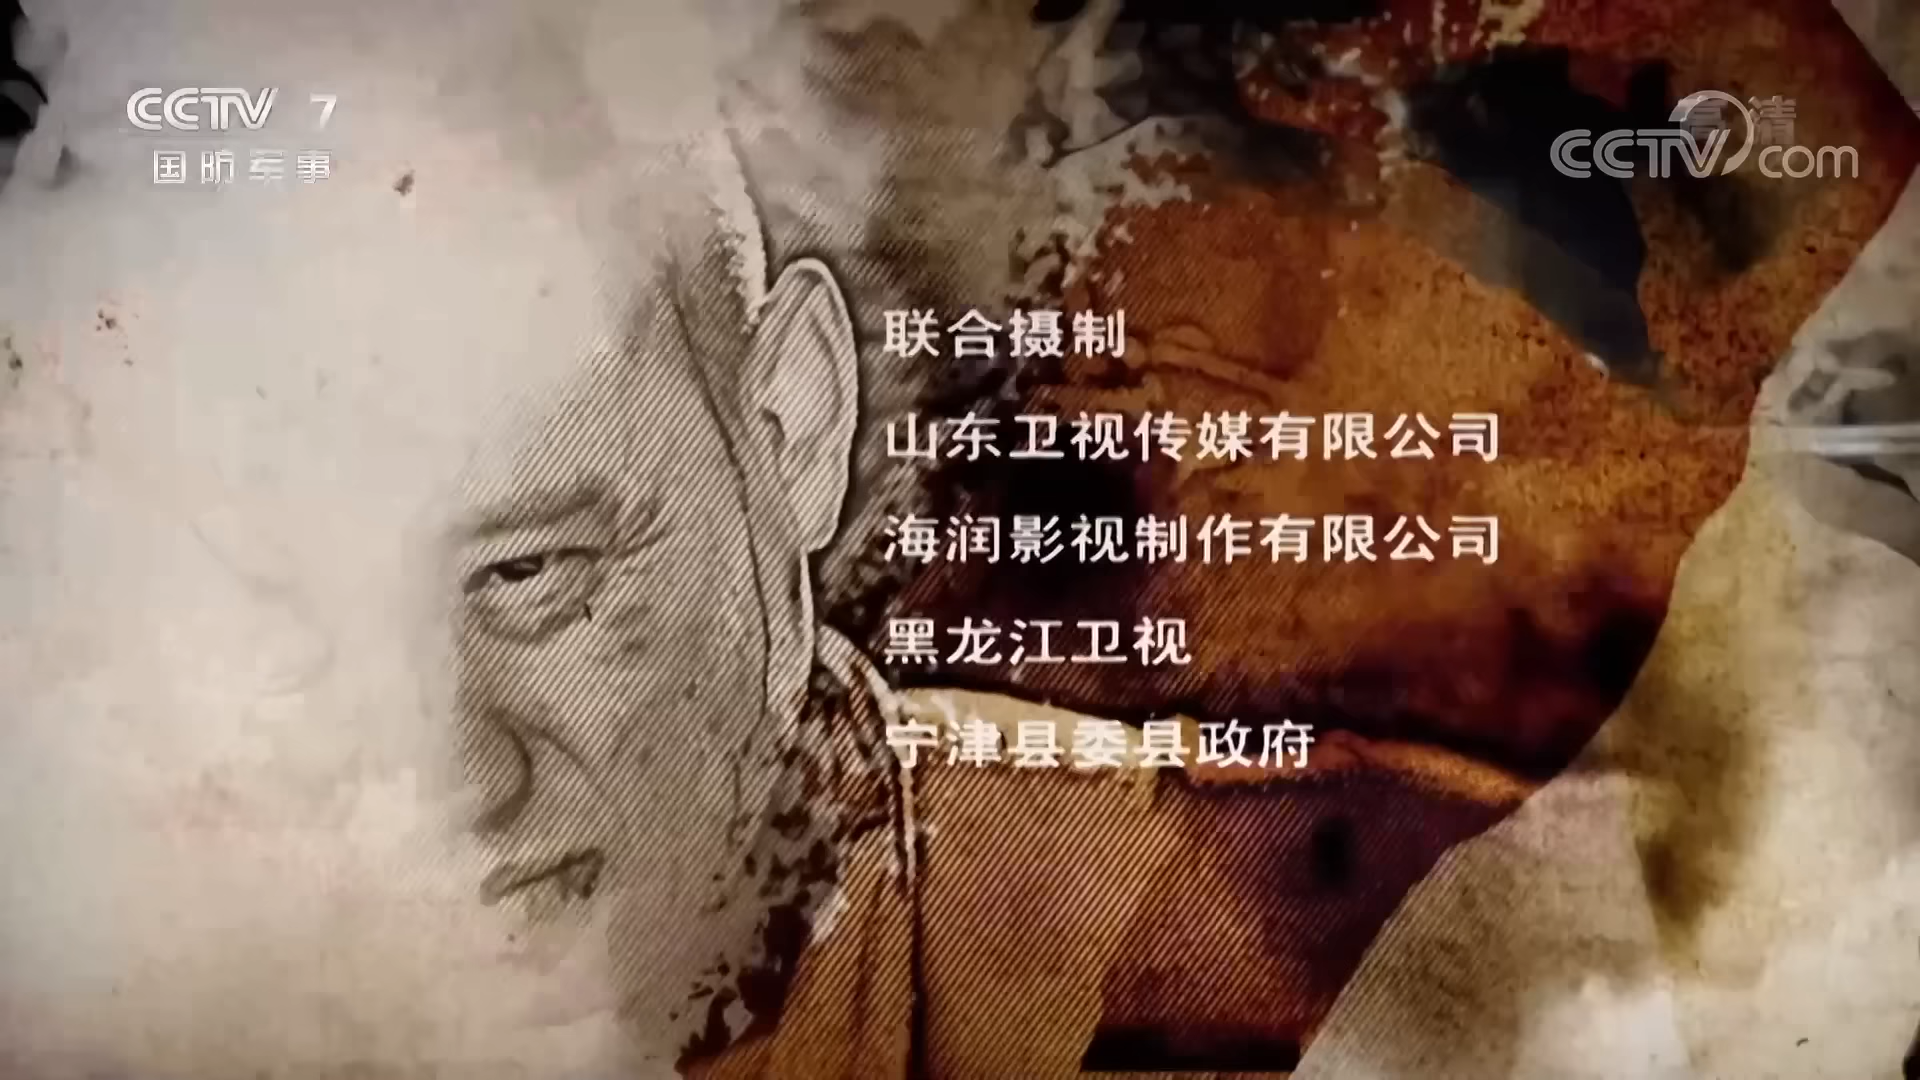 CCTV 7
国防军事
高清
CCTV com
联合摄制
山东卫视传媒有限公司
海润影视制作有限公司
黑龙江卫视
宁津县委县政府